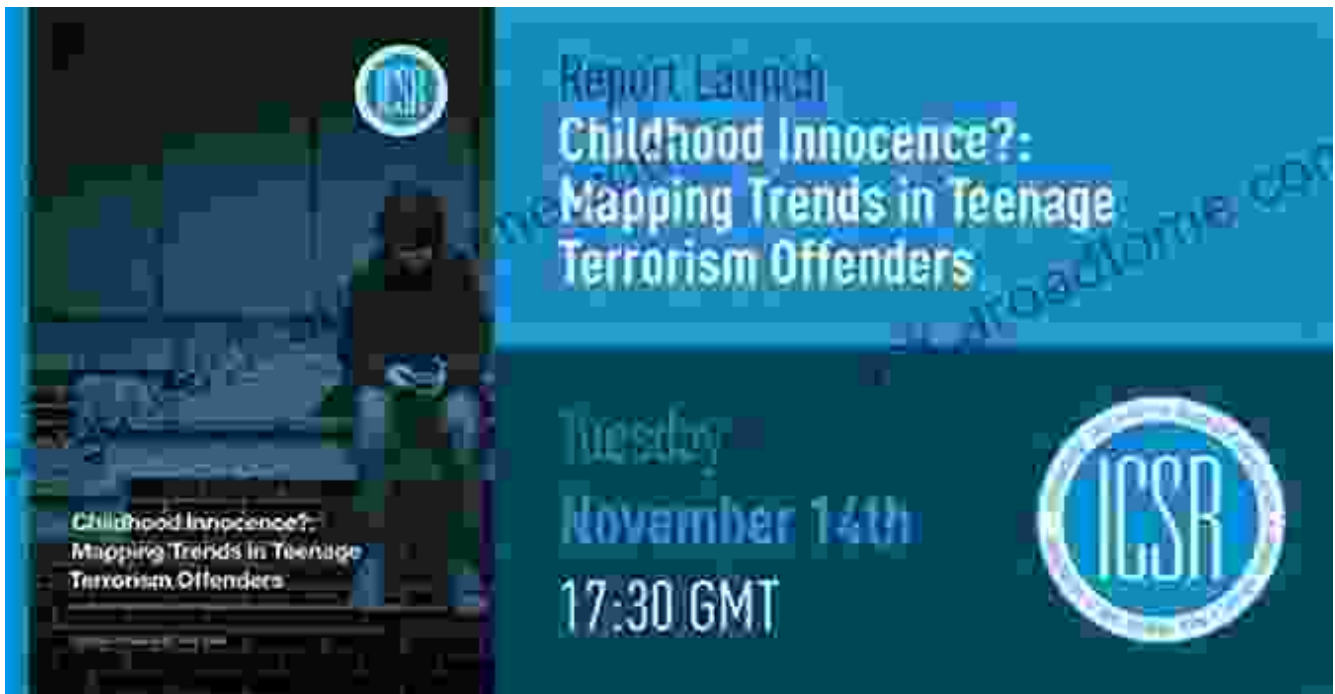 ICSR
Childhood Innocence?:
Mapping Trends in Teenage
Terrorism Offenders
Report Launch
Childhood Innocence?:
Mapping Trends in Teenage
Terrorism Offenders
Tuesday
November 14th
17:30 GMT
ICSR